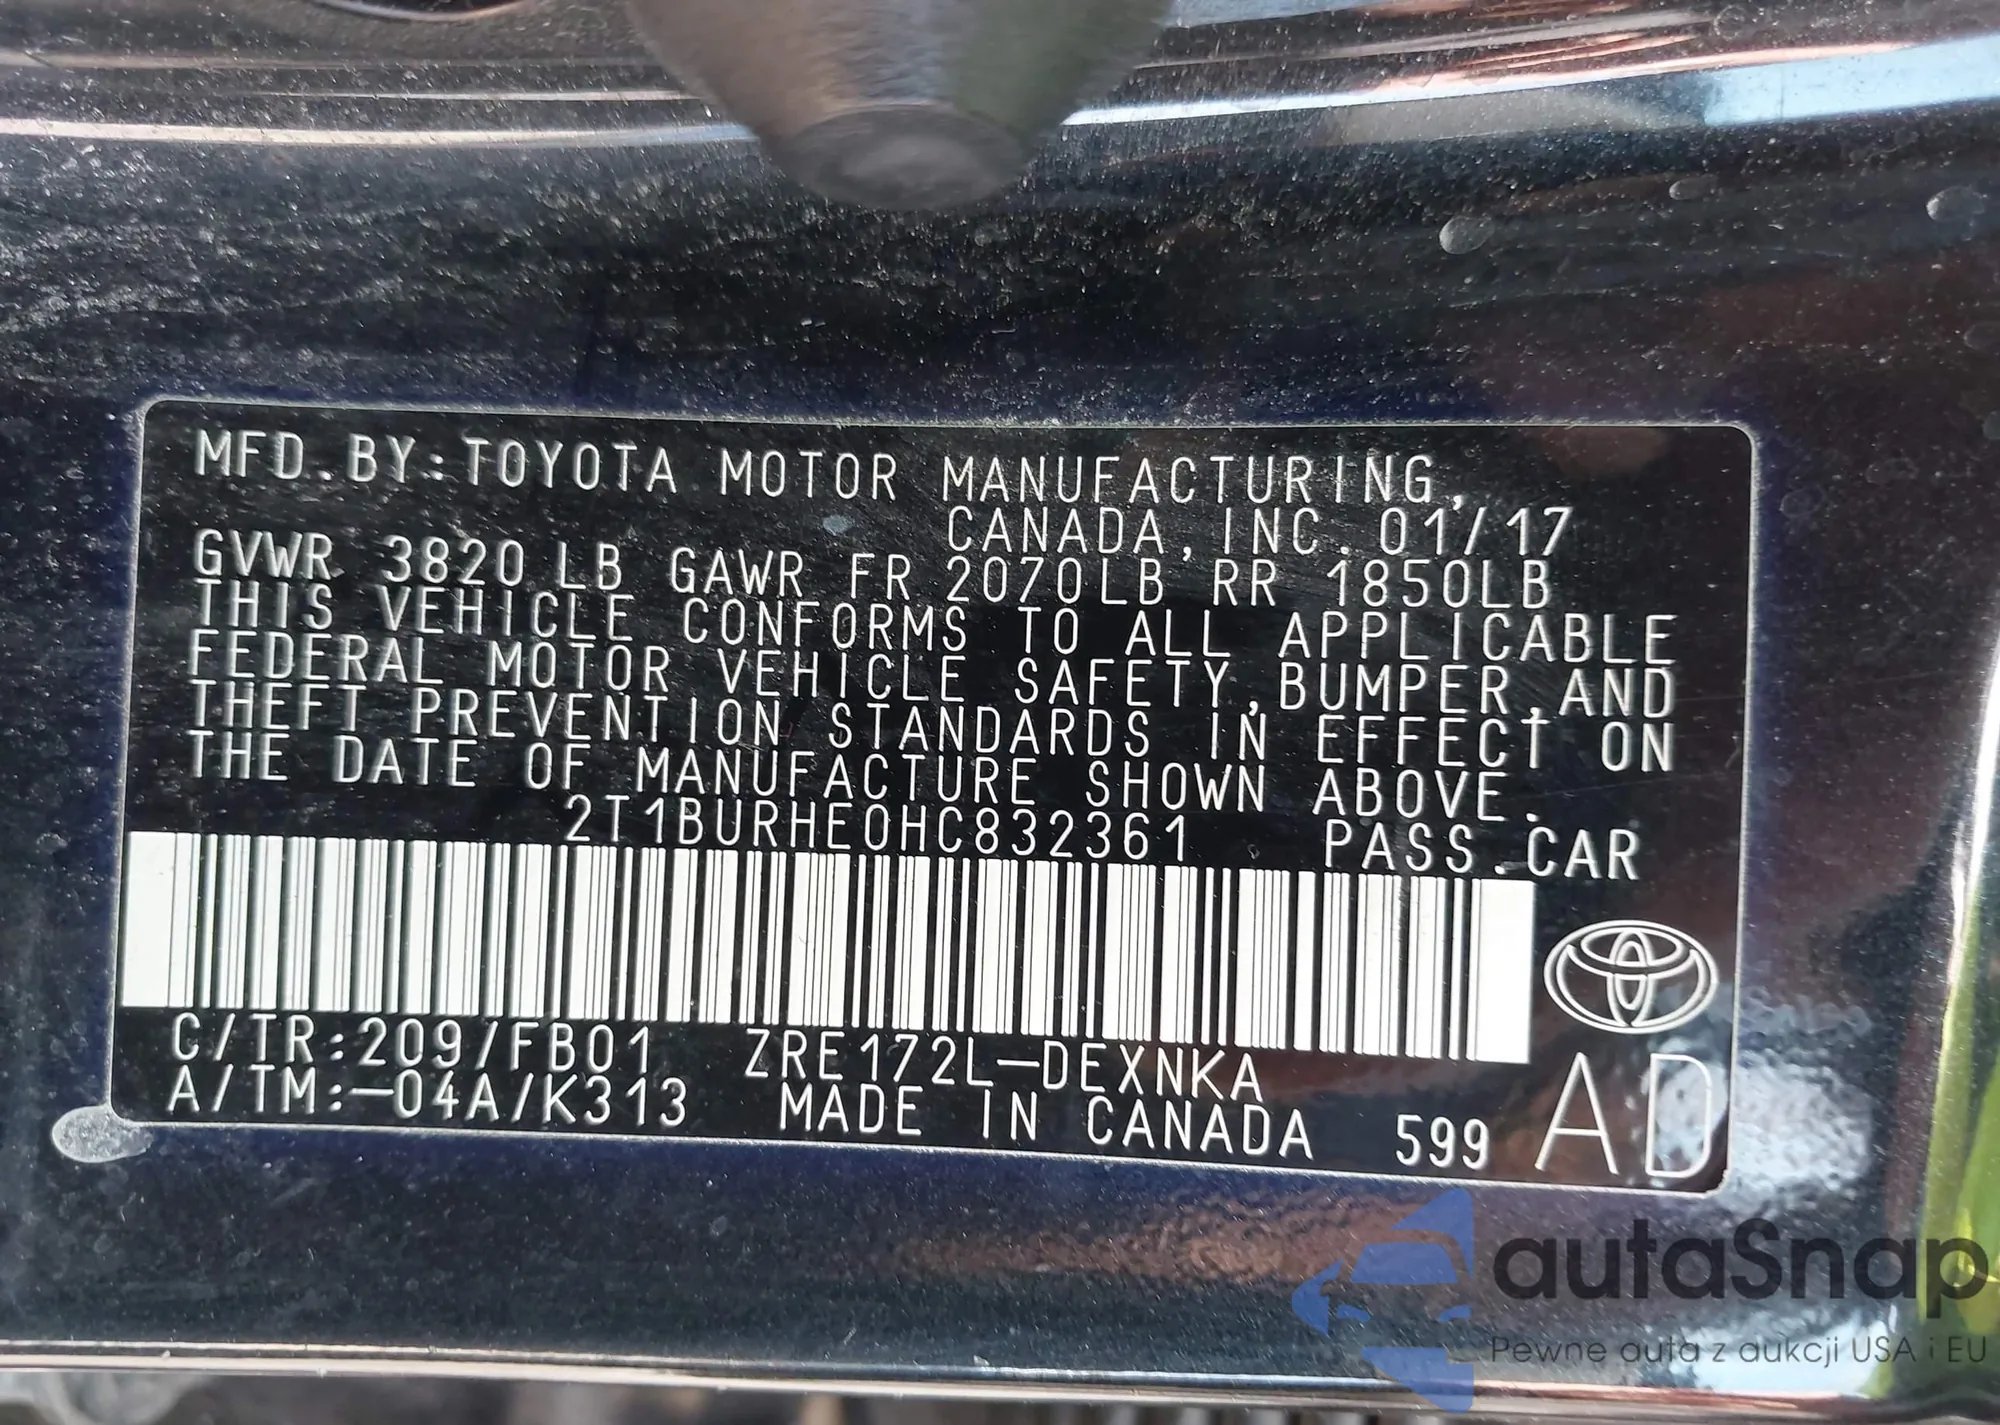 MFD.BY:TOYOTA MOTOR MANUFACTURING,
CANADA,INC. 01/17
GVWR 3820 LB GAWR FR 2070LB RR 1850LB
THIS VEHICLE CONFORMS TO ALL APPLICABLE
FEDERAL MOTOR VEHICLE SAFETY,BUMPER,AND
THEFT PREVENTION STANDARDS IN EFFECT ON
THE DATE OF MANUFACTURE SHOWN ABOVE.
2T1BURHE0HC832361 PASS.CAR
C/TR:209/FB01 ZRE172L-DEXNKA
A/TM:-04A/K313 MADE IN CANADA 599 AD
autaSnap
Pewne auta z aukcji USA i EU